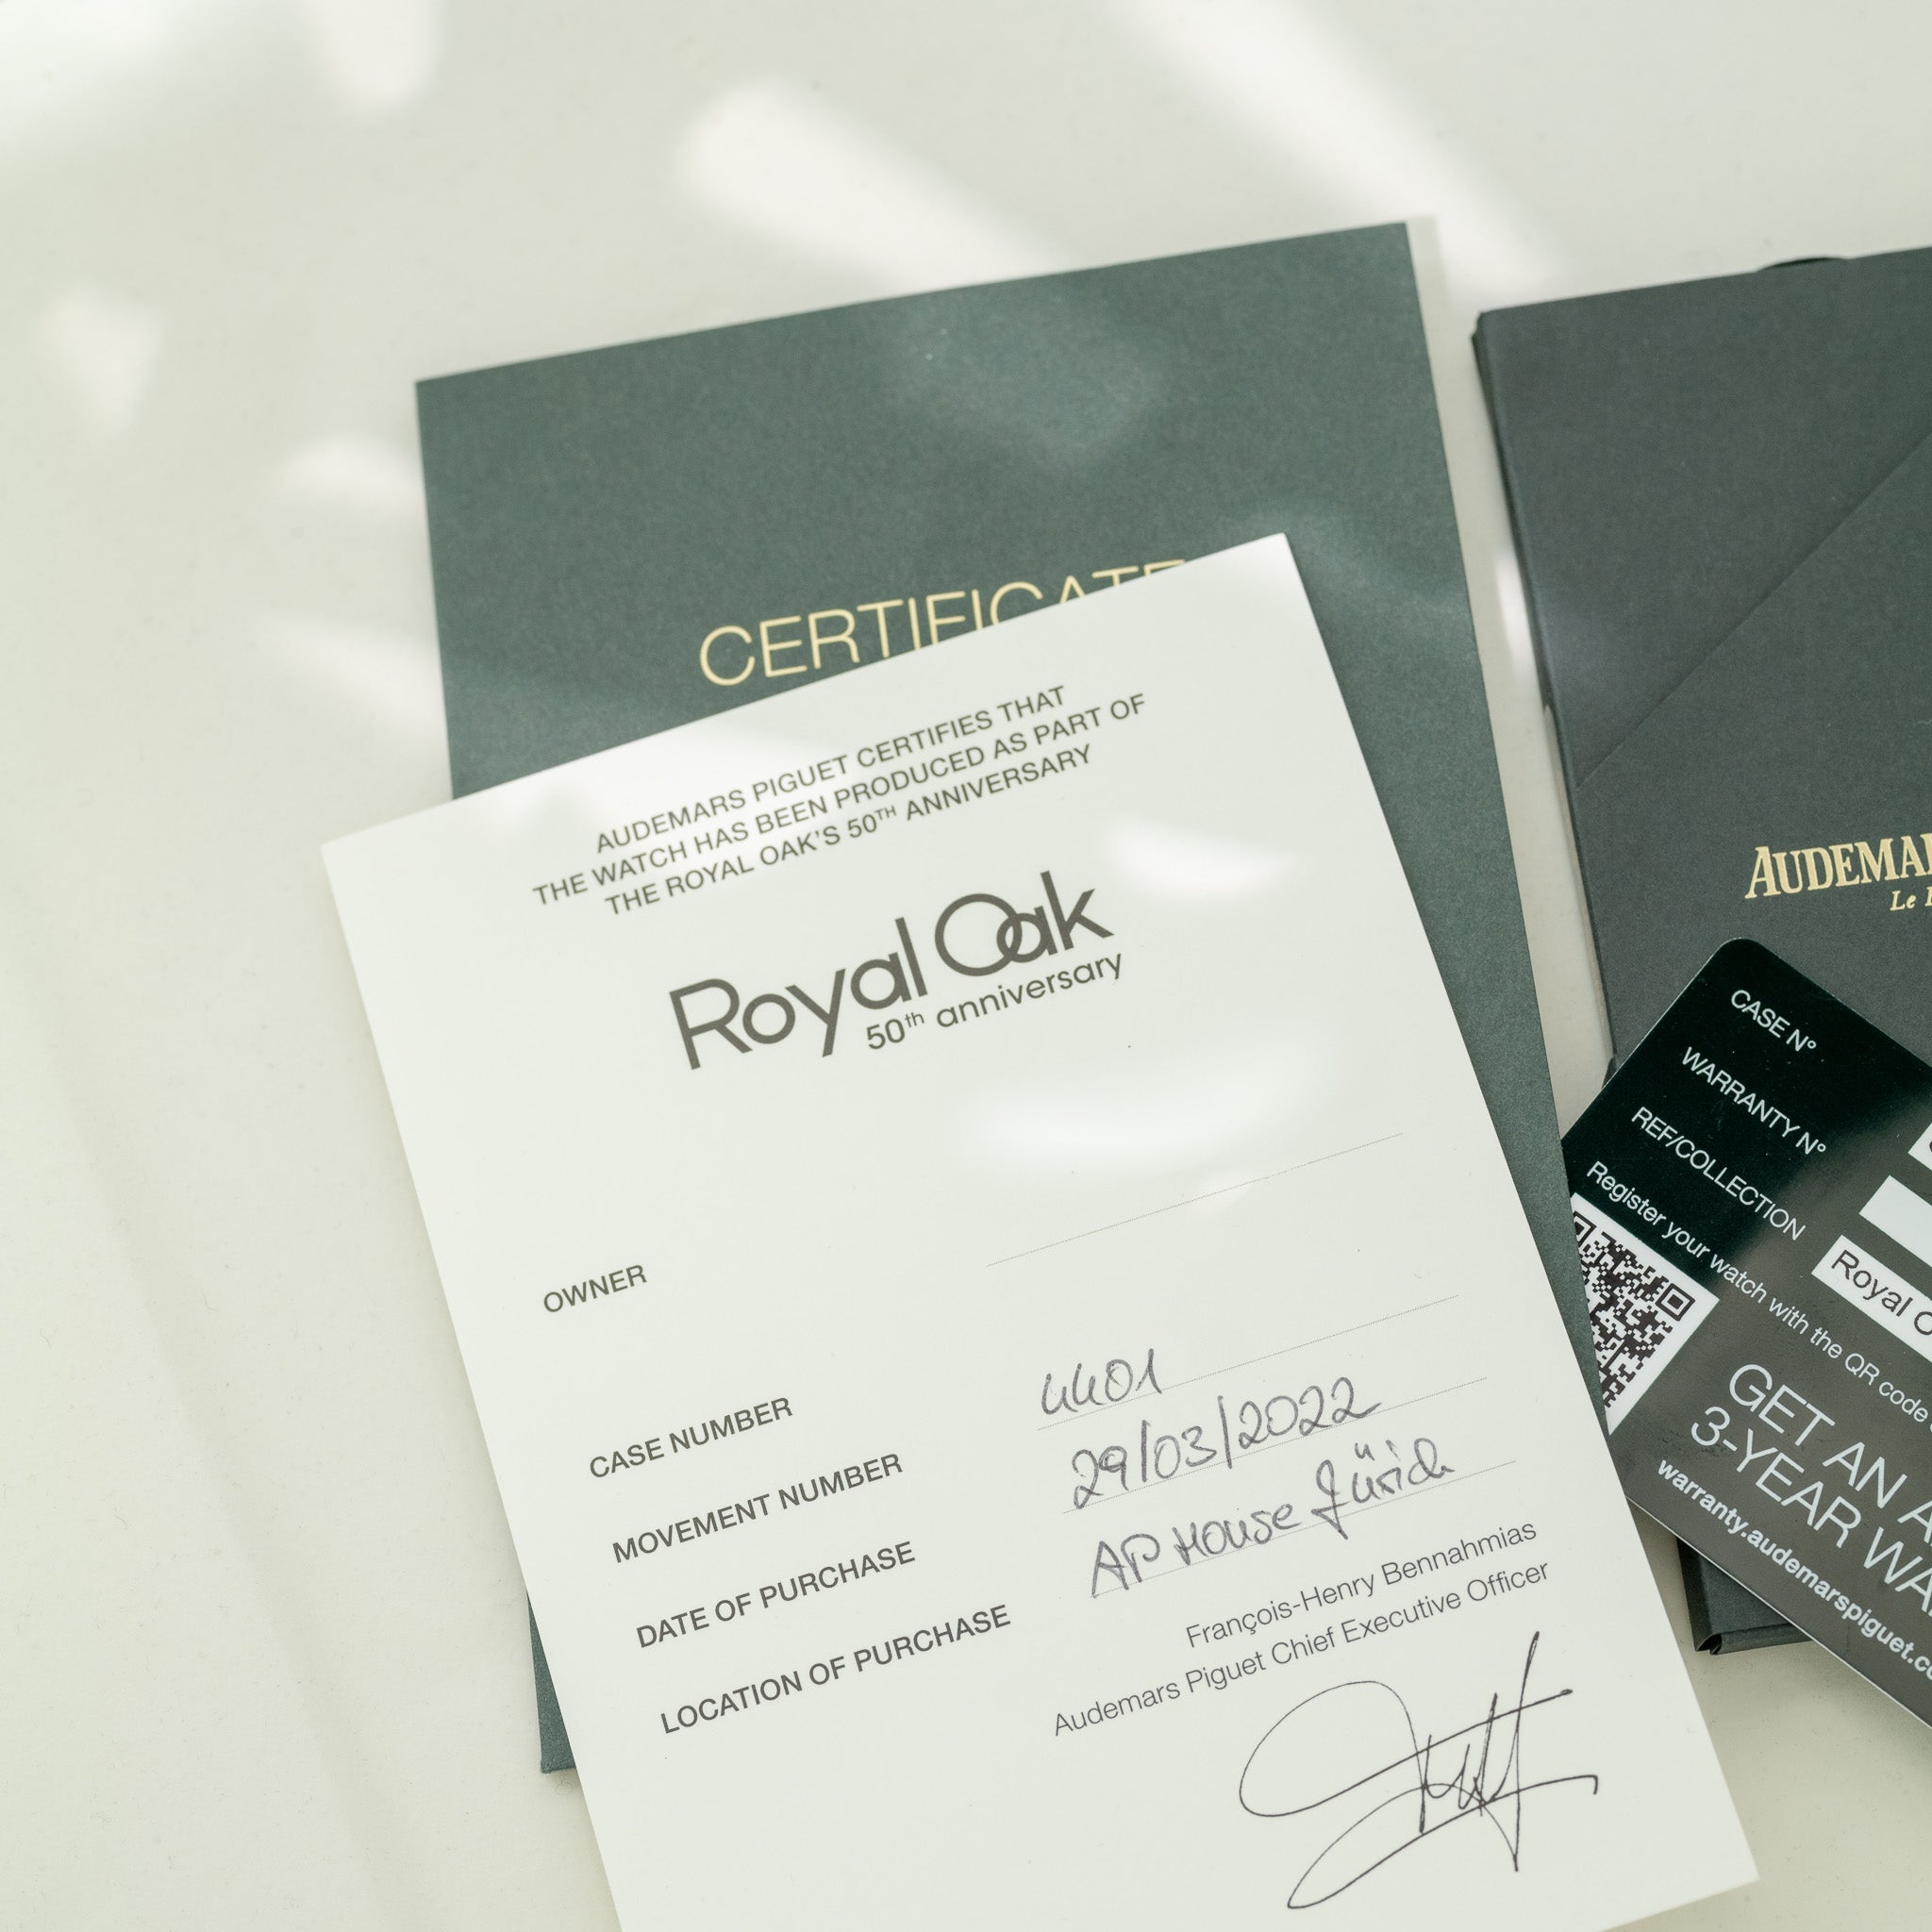 CERTIFICATE
AUDEMARS PIGUET CERTIFIES THAT
THE WATCH HAS BEEN PRODUCED AS PART OF
THE ROYAL OAK'S 50TH ANNIVERSARY
Royal Oak
50th anniversary
OWNER
CASE NUMBER
MOVEMENT NUMBER 4401
DATE OF PURCHASE 29/03/2022
LOCATION OF PURCHASE AP House Zürich
François-Henry Bennahmias
Audemars Piguet Chief Executive Officer
AUDEMAR
Le
CASE N°
WARRANTY N°
REF/COLLECTION
Royal O
Register your watch with the QR code
GET AN A
3-YEAR WA
warranty.audemarspiguet.co